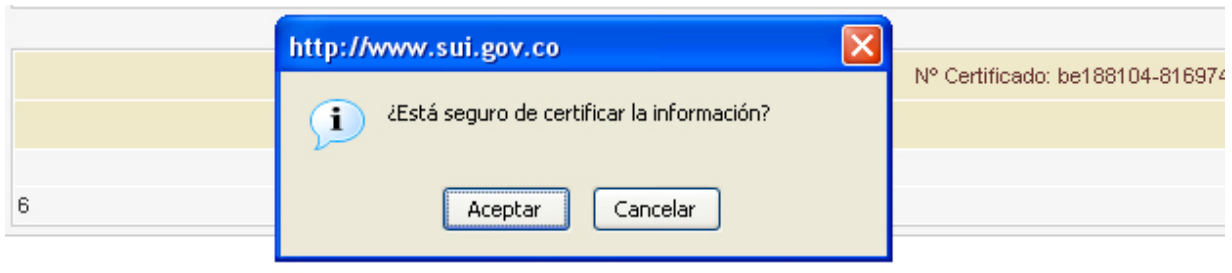 http://www.sui.gov.co
Nº Certificado: be188104-816974
¿Está seguro de certificar la información?
6
Aceptar Cancelar